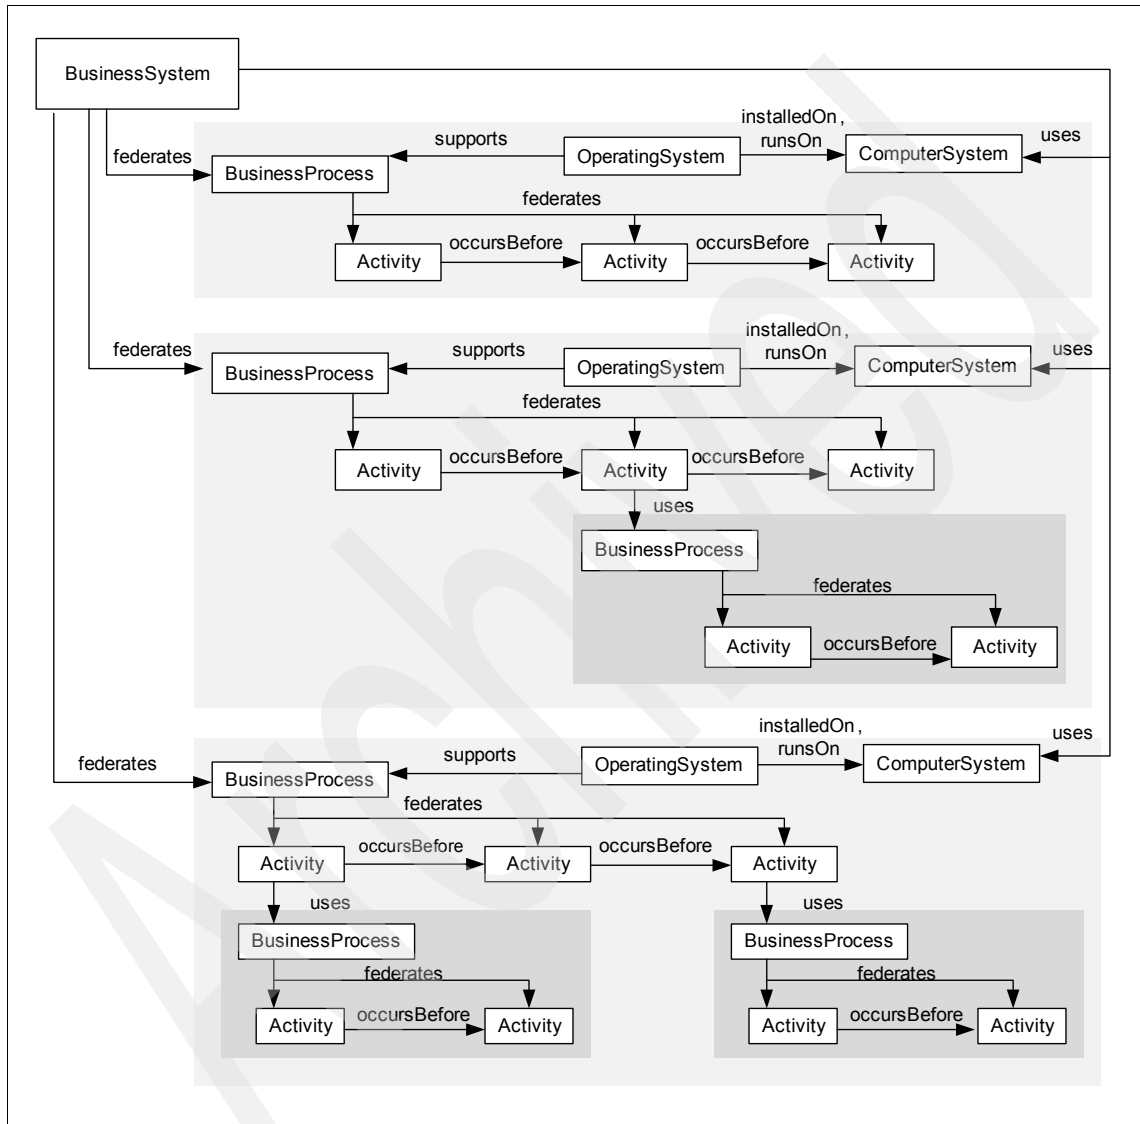 BusinessSystem
installedOn,
supports
runsOn
uses
federates
OperatingSystem
ComputerSystem
BusinessProcess
federates
occursBefore
occursBefore
Activity
Activity
Activity
installedOn,
federates
supports
runsOn
uses
BusinessProcess
OperatingSystem
ComputerSystem
federates
occursBefore
occursBefore
Activity
Activity
Activity
uses
BusinessProcess
federates
Activity
occursBefore
Activity
installedOn,
uses
supports
runsOn
federates
BusinessProcess
OperatingSystem
ComputerSystem
federates
occursBefore
occursBefore
Activity
Activity
Activity
uses
uses
BusinessProcess
BusinessProcess
federates
federates
Activity
occursBefore
Activity
Activity
occursBefore
Activity
Archived